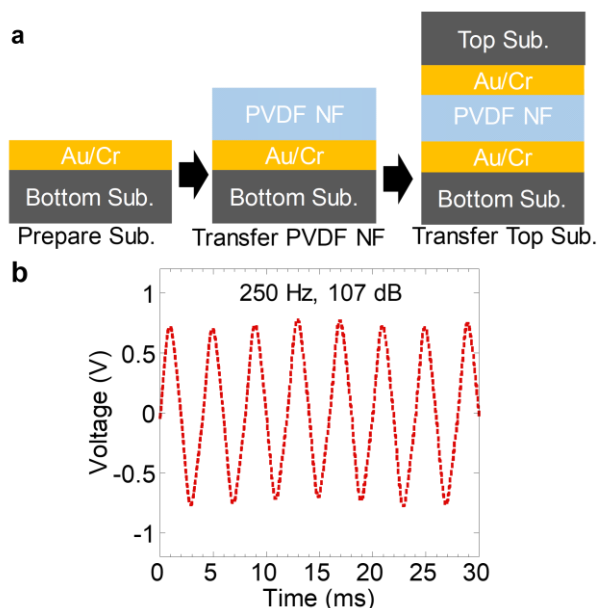 a
Top Sub.
Au/Cr
PVDF NF
PVDF NF
Au/Cr
Au/Cr
Au/Cr
Bottom Sub.
Bottom Sub.
Bottom Sub.
Prepare Sub.
Transfer PVDF NF
Transfer Top Sub.
b
250 Hz, 107 dB
1
0.5
0
-0.5
-1
Voltage (V)
0 5 10 15 20 25 30
Time (ms)